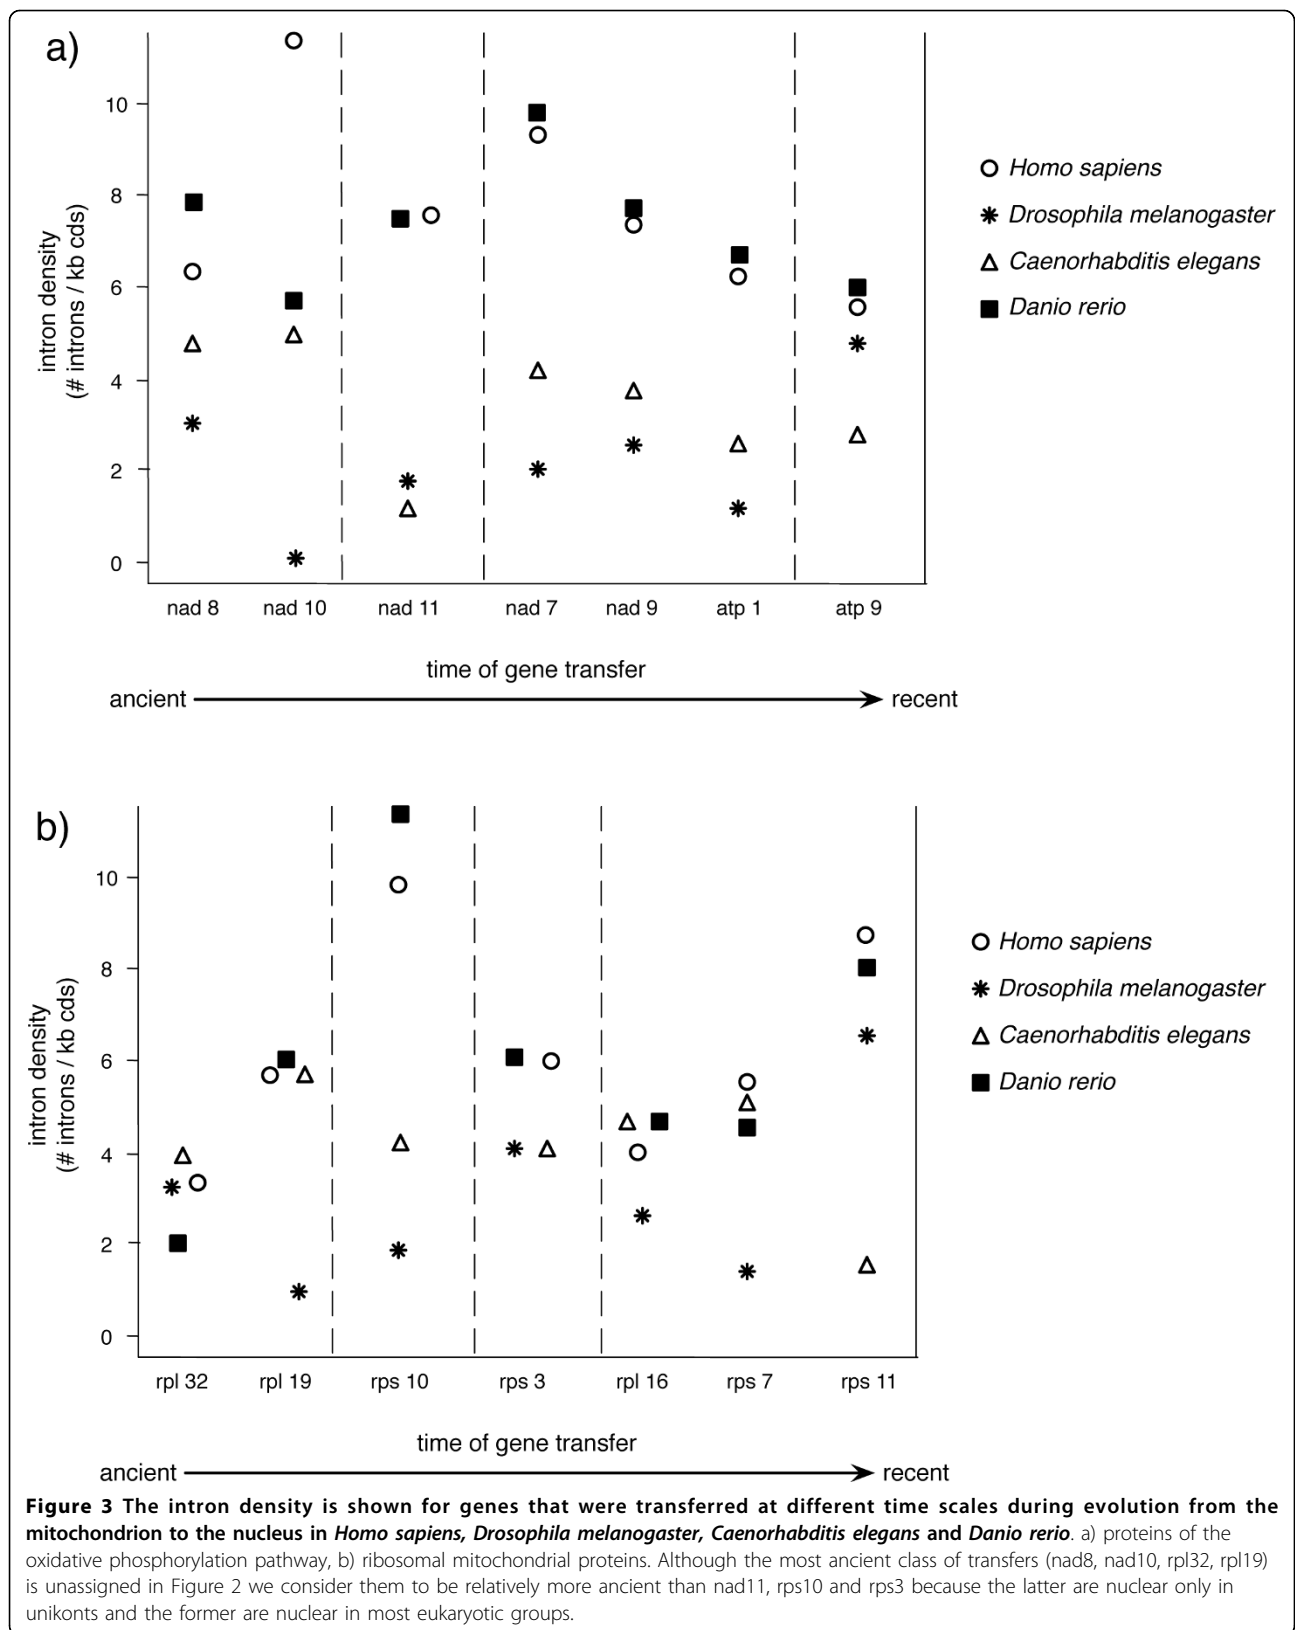 a)
10
8
6
4
2
0
intron density
(# introns / kb cds)
Homo sapiens
Drosophila melanogaster
Caenorhabditis elegans
Danio rerio
nad 8 nad 10 nad 11 nad 7 nad 9 atp 1 atp 9
time of gene transfer
ancient recent
b)
10
8
6
4
2
0
intron density
(# introns / kb cds)
Homo sapiens
Drosophila melanogaster
Caenorhabditis elegans
Danio rerio
rpl 32 rpl 19 rps 10 rps 3 rpl 16 rps 7 rps 11
time of gene transfer
ancient recent
Figure 3 The intron density is shown for genes that were transferred at different time scales during evolution from the
mitochondrion to the nucleus in Homo sapiens, Drosophila melanogaster, Caenorhabditis elegans and Danio rerio. a) proteins of the
oxidative phosphorylation pathway, b) ribosomal mitochondrial proteins. Although the most ancient class of transfers (nad8, nad10, rpl32, rpl19)
is unassigned in Figure 2 we consider them to be relatively more ancient than nad11, rps10 and rps3 because the latter are nuclear only in
unikonts and the former are nuclear in most eukaryotic groups.